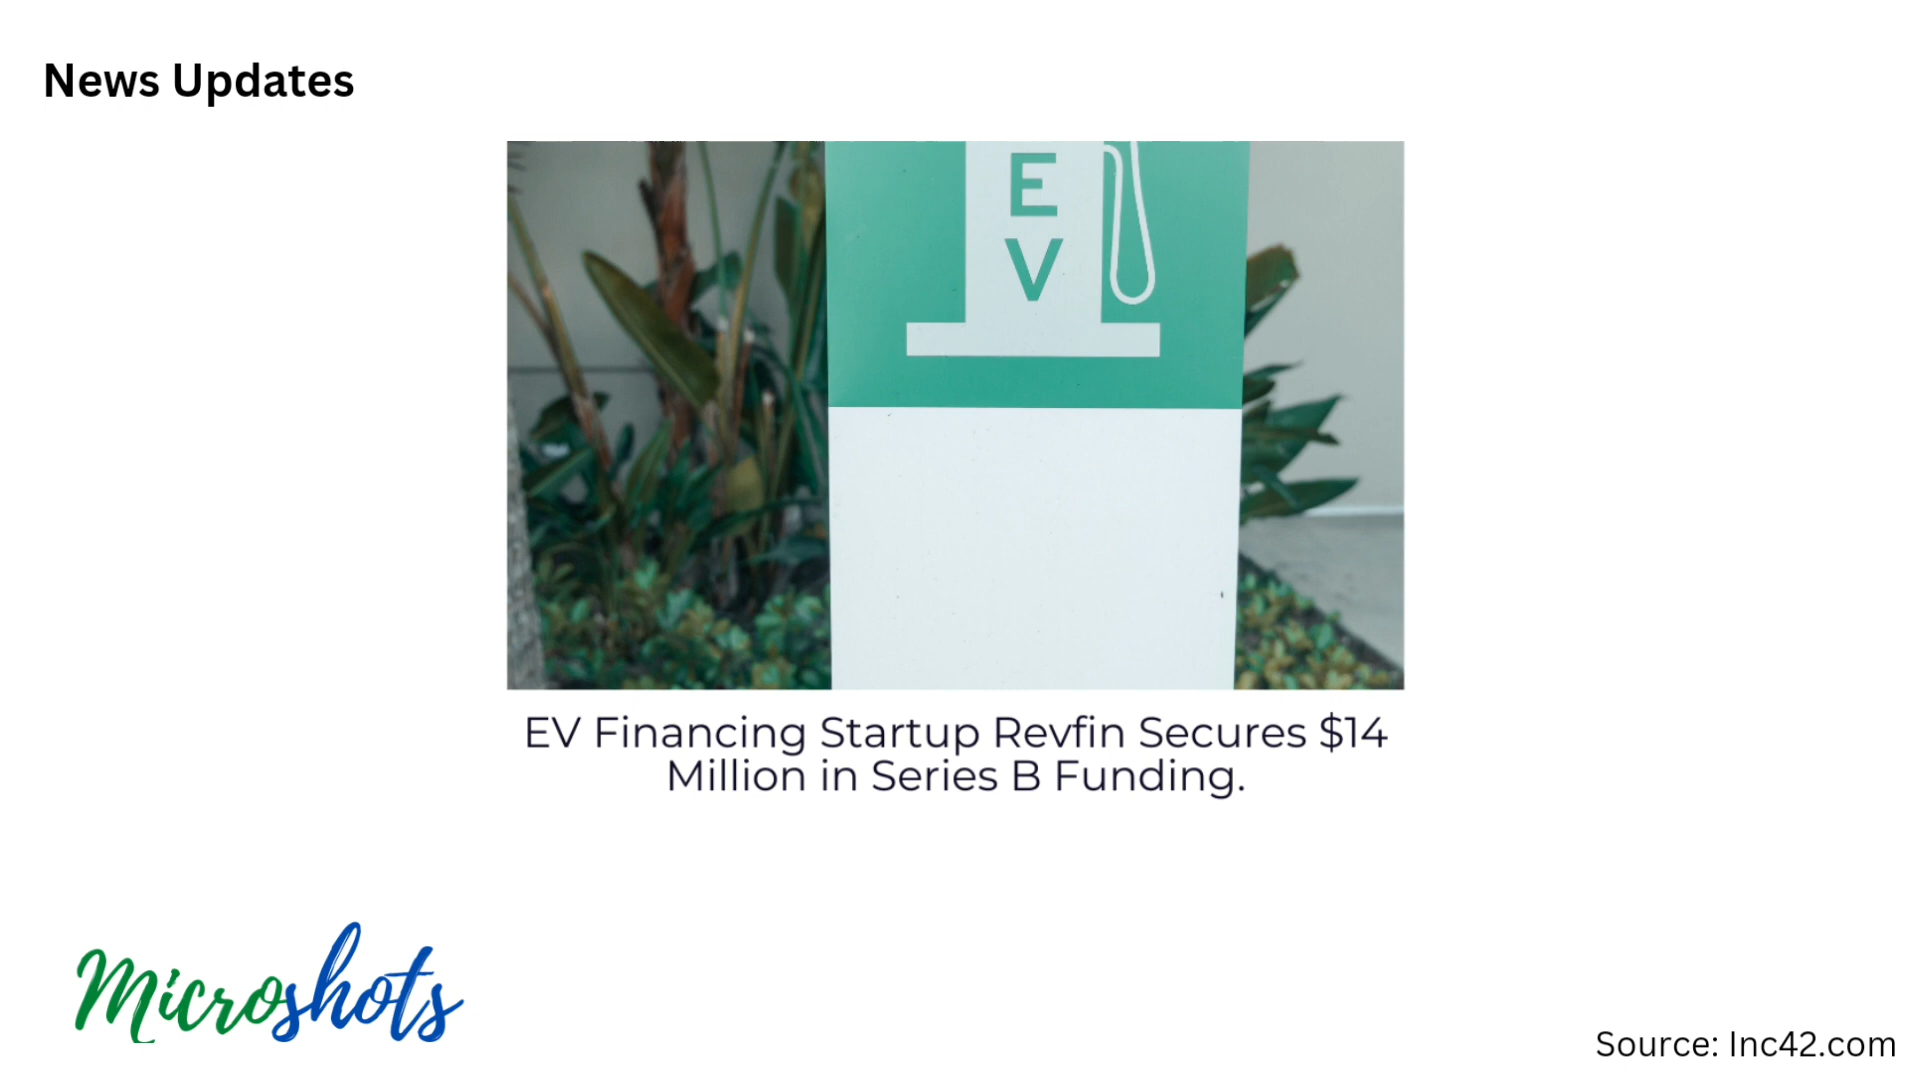 News Updates
E
V
EV Financing Startup Revfin Secures $14
Million in Series B Funding.
Microshots
Source: Inc42.com